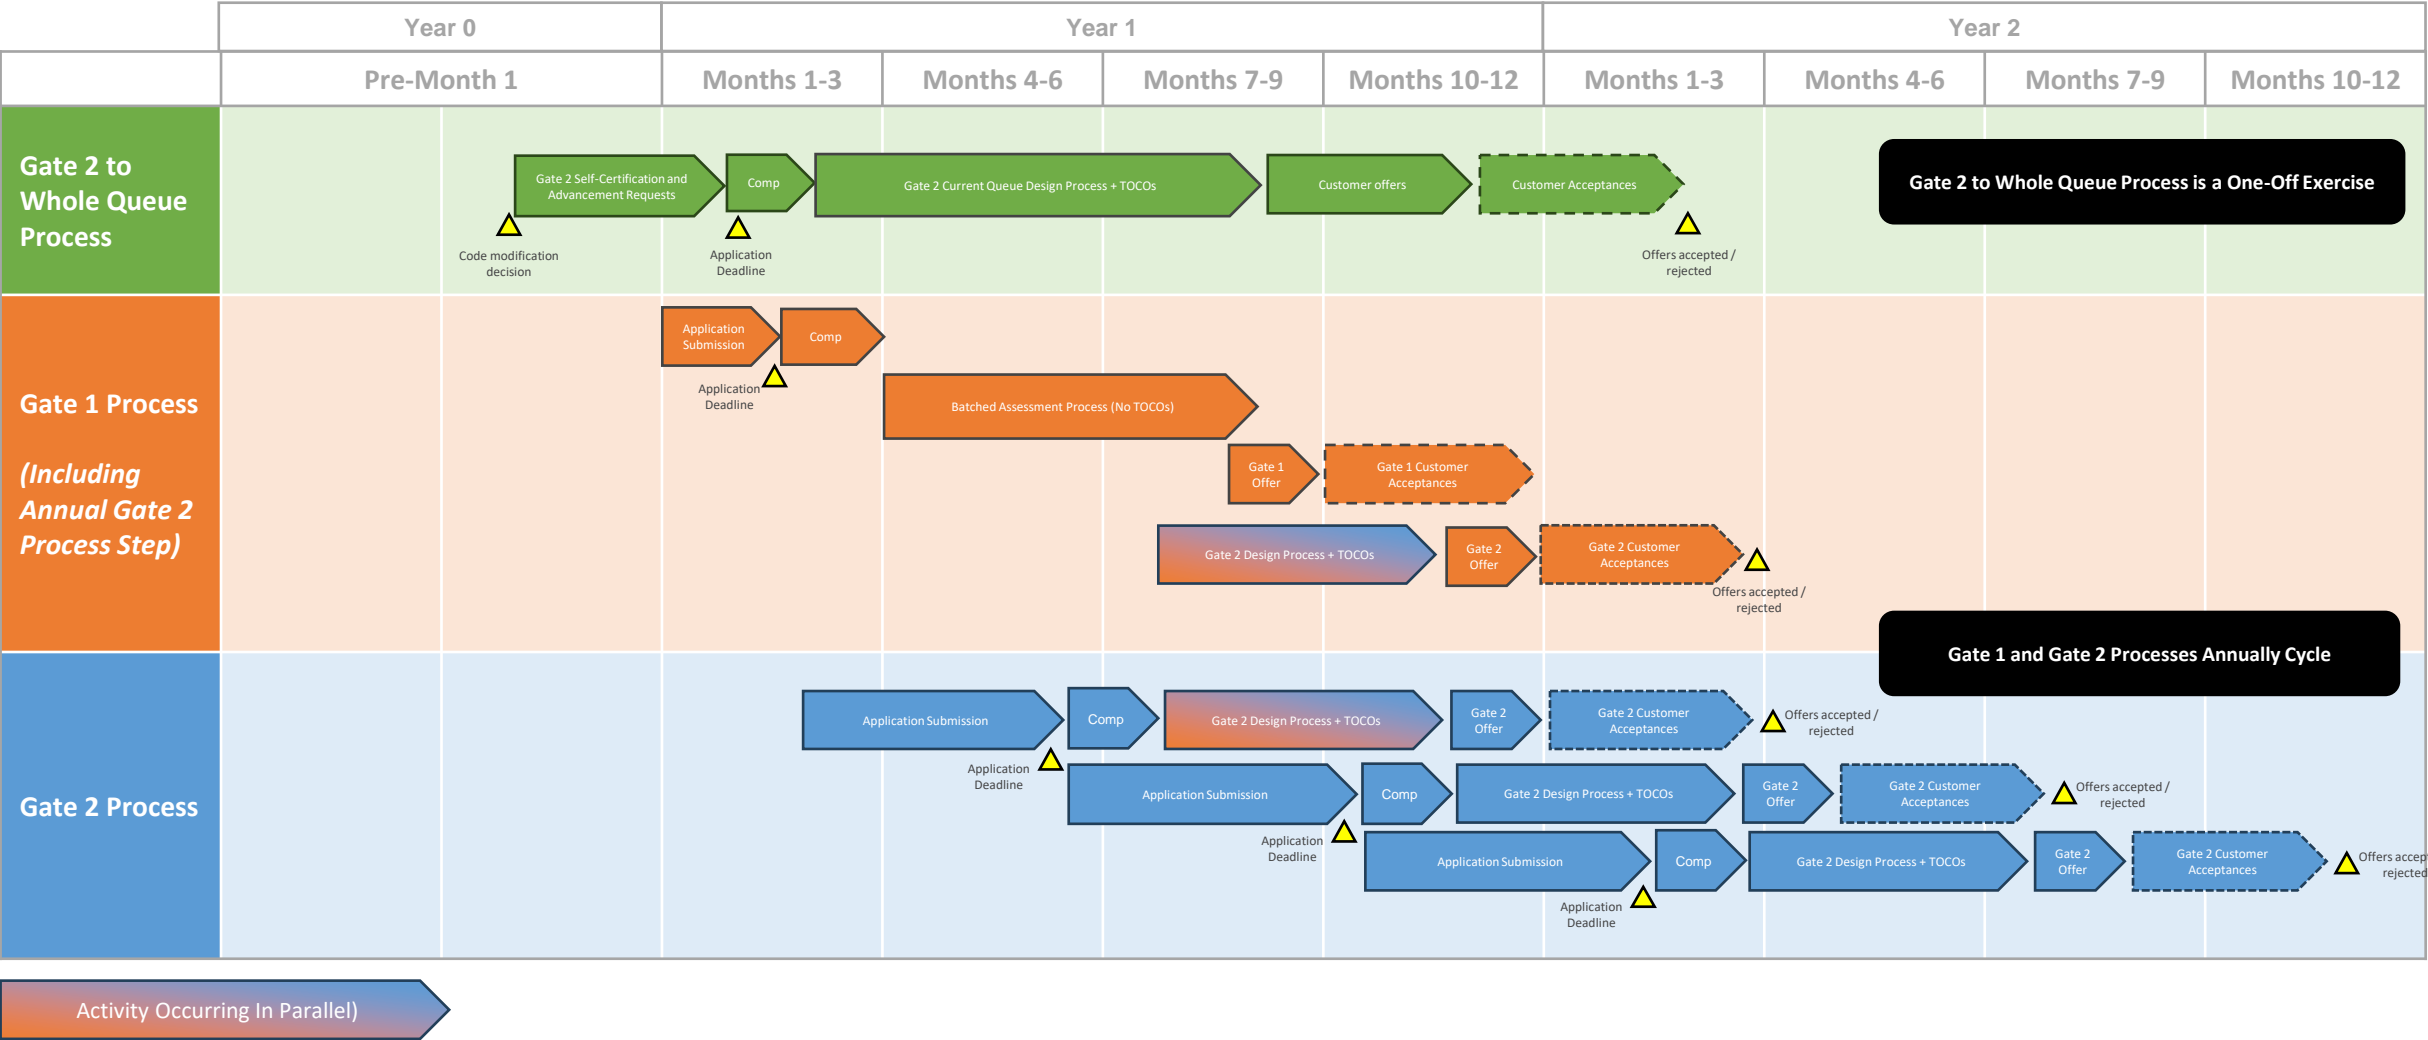 Year 0
Year 1
Year 2
Pre-Month 1
Months 1-3
Months 4-6
Months 7-9
Months 10-12
Months 1-3
Months 4-6
Months 7-9
Months 10-12
Gate 2 to
Whole Queue
Process
Gate 2 Self-Certification and
Advancement Requests
Comp
Gate 2 Current Queue Design Process + TOCOs
Customer offers
Customer Acceptances
Gate 2 to Whole Queue Process is a One-Off Exercise
Code modification
decision
Application
Deadline
Offers accepted /
rejected
Gate 1 Process
(Including
Annual Gate 2
Process Step)
Application
Submission
Comp
Application
Deadline
Batched Assessment Process (No TOCOs)
Gate 1
Offer
Gate 1 Customer
Acceptances
Gate 2 Design Process + TOCOs
Gate 2
Offer
Gate 2 Customer
Acceptances
Offers accepted /
rejected
Gate 1 and Gate 2 Processes Annually Cycle
Gate 2 Process
Application Submission
Comp
Gate 2 Design Process + TOCOs
Gate 2
Offer
Gate 2 Customer
Acceptances
Offers accepted /
rejected
Application
Deadline
Application Submission
Comp
Gate 2 Design Process + TOCOs
Gate 2
Offer
Gate 2 Customer
Acceptances
Offers accepted /
rejected
Application
Deadline
Application Submission
Comp
Gate 2 Design Process + TOCOs
Gate 2
Offer
Gate 2 Customer
Acceptances
Offers
rejected
Application
Deadline
Activity Occurring In Parallel)